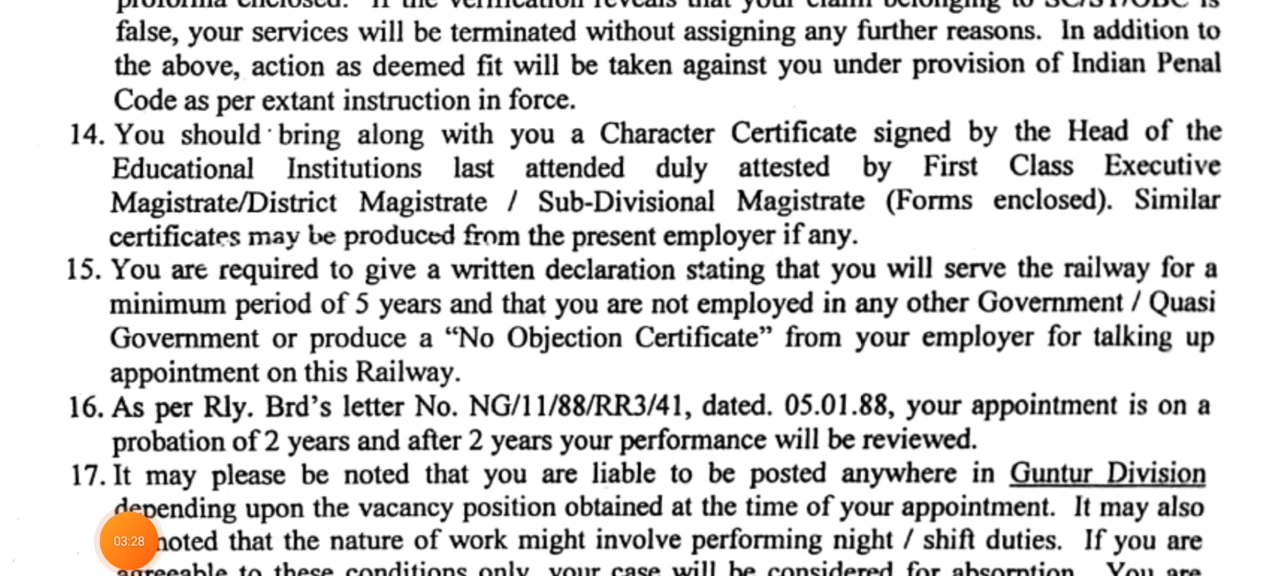 proforma enclosed. If the verification reveals that your claim belonging to SC/ST/OBC is
false, your services will be terminated without assigning any further reasons. In addition to
the above, action as deemed fit will be taken against you under provision of Indian Penal
Code as per extant instruction in force.
14. You should bring along with you a Character Certificate signed by the Head of the
Educational Institutions last attended duly attested by First Class Executive
Magistrate/District Magistrate / Sub-Divisional Magistrate (Forms enclosed). Similar
certificates may be produced from the present employer if any.
15. You are required to give a written declaration stating that you will serve the railway for a
minimum period of 5 years and that you are not employed in any other Government / Quasi
Government or produce a “No Objection Certificate” from your employer for talking up
appointment on this Railway.
16. As per Rly. Brd’s letter No. NG/11/88/RR3/41, dated. 05.01.88, your appointment is on a
probation of 2 years and after 2 years your performance will be reviewed.
17. It may please be noted that you are liable to be posted anywhere in Guntur Division
depending upon the vacancy position obtained at the time of your appointment. It may also
03:28 noted that the nature of work might involve performing night / shift duties. If you are
agreeable to these conditions only, your case will be considered for absorption. You are